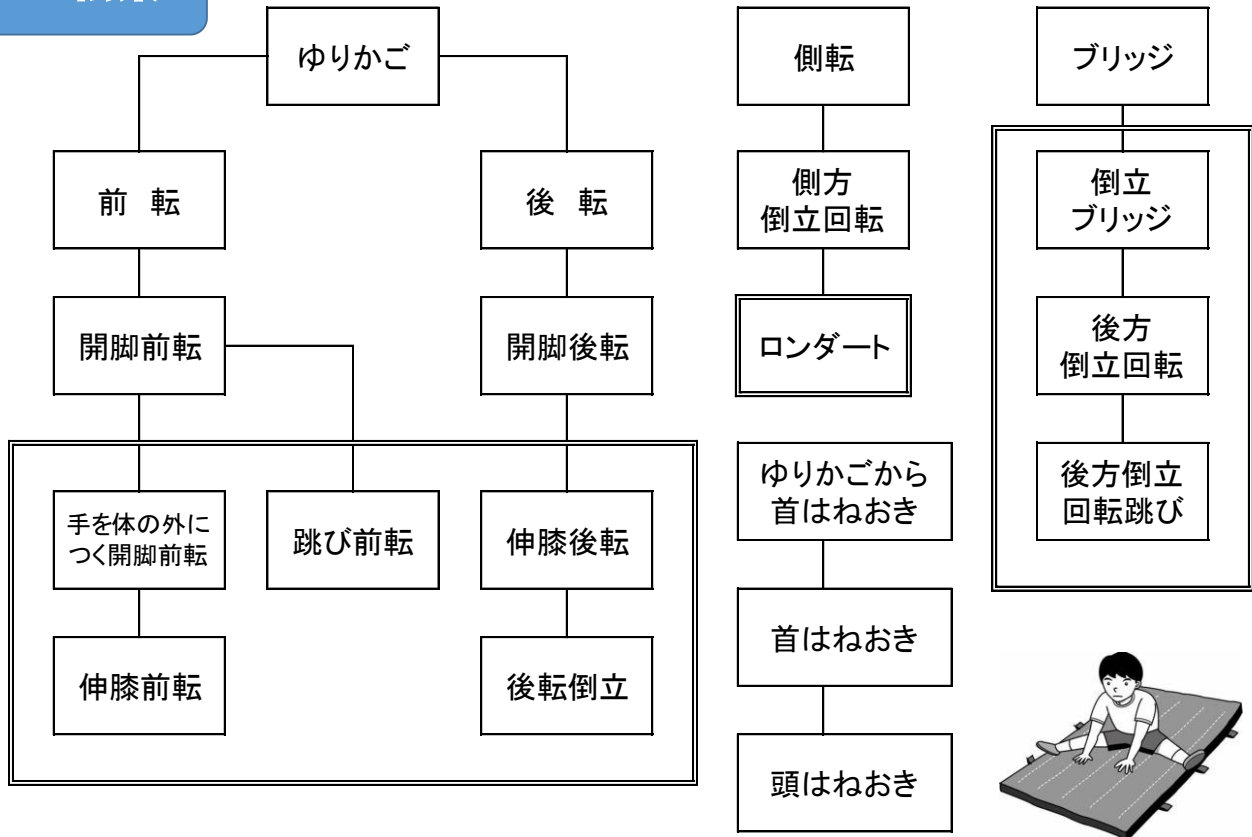 ゆりかご
前 転
後 転
開脚前転
開脚後転
手を体の外に
つく開脚前転
跳び前転
伸膝後転
伸膝前転
後転倒立
側転
側方
倒立回転
ロンダート
ゆりかごから
首はねおき
首はねおき
頭はねおき
ブリッジ
倒立
ブリッジ
後方
倒立回転
後方倒立
回転跳び